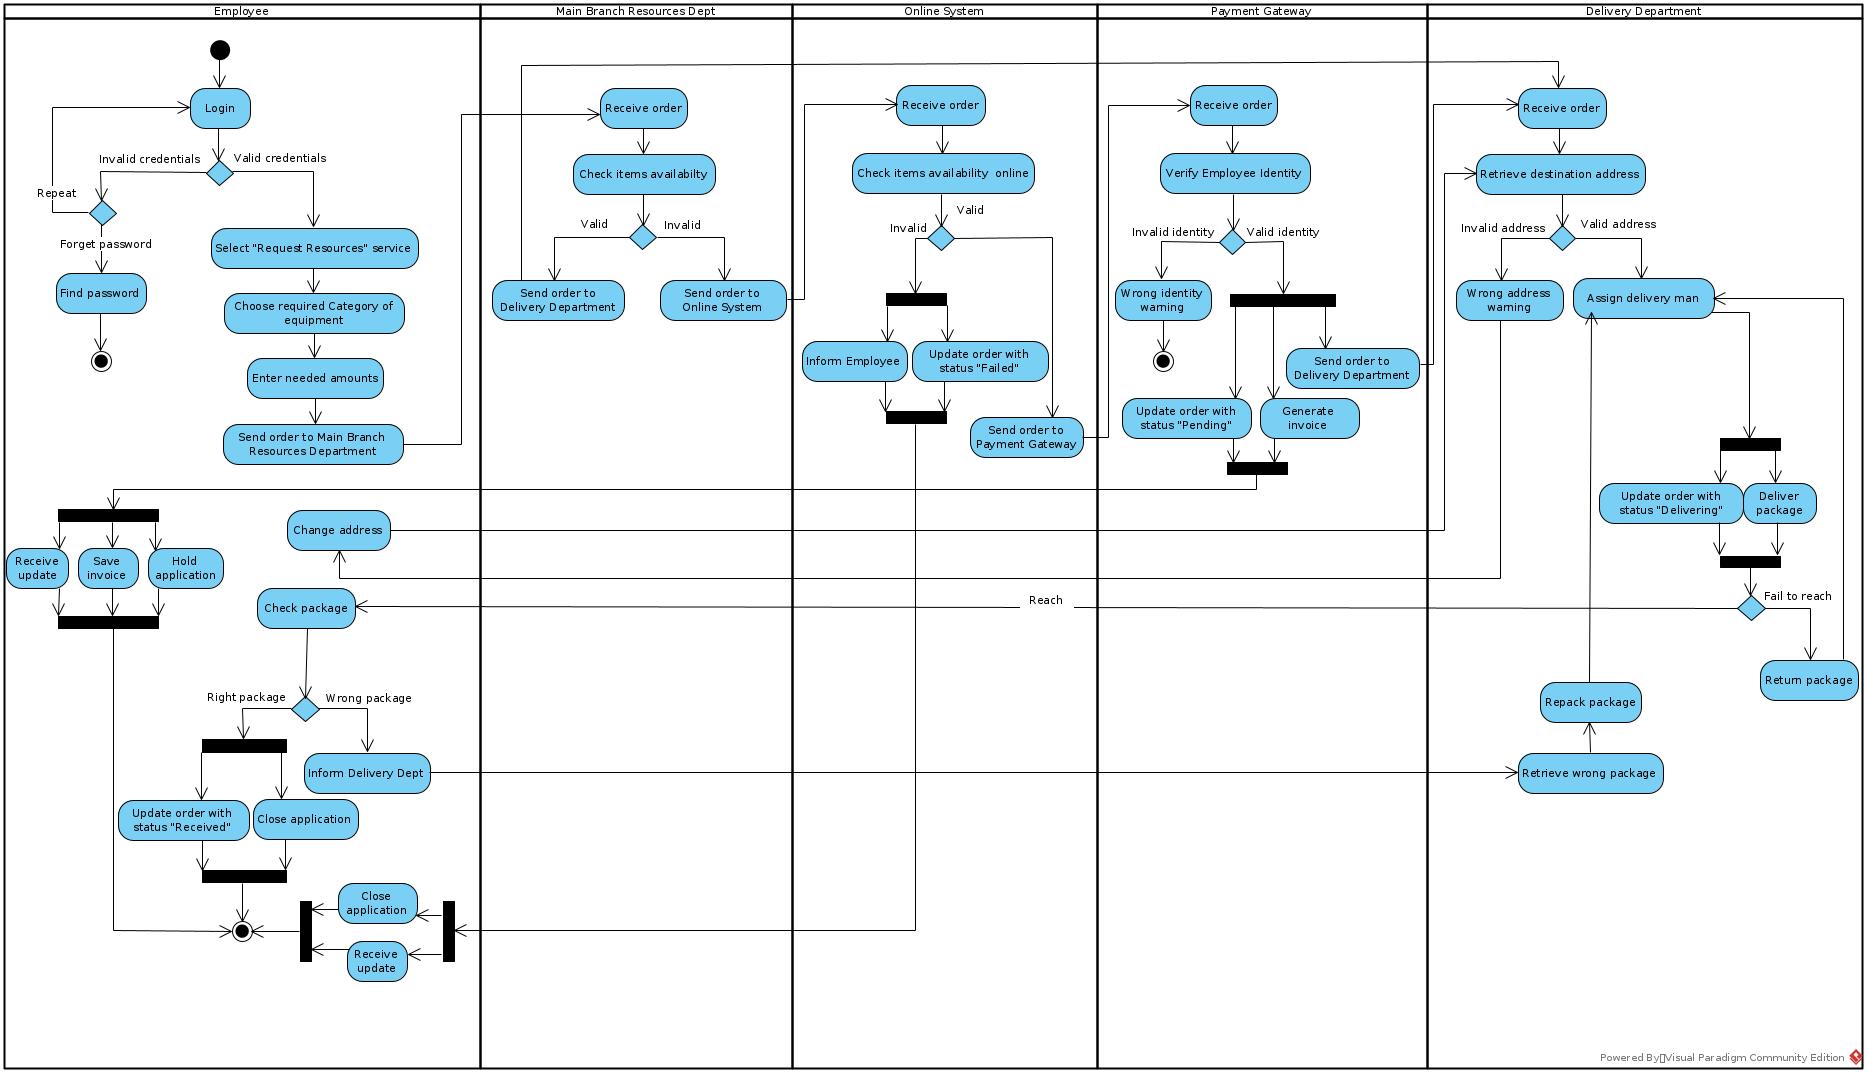 Employee
Main Branch Resources Dept
Online System
Payment Gateway
Delivery Department
Login
Invalid credentials
Valid credentials
Repeat
Forget password
Find password
Select "Request Resources" service
Choose required Category of
equipment
Enter needed amounts
Send order to Main Branch
Resources Department
Receive order
Check items availabilty
Valid
Invalid
Send order to
Delivery Department
Send order to
Online System
Receive order
Check items availability online
Valid
Invalid
Inform Employee
Update order with
status "Failed"
Send order to
Payment Gateway
Receive order
Verify Employee Identity
Invalid identity
Valid identity
Wrong identity
warning
Send order to
Delivery Department
Update order with
status "Pending"
Generate
invoice
Receive order
Retrieve destination address
Invalid address
Valid address
Wrong address
warning
Assign delivery man
Update order with
status "Delivering"
Deliver
package
Fail to reach
Return package
Repack package
Retrieve wrong package
Reach
Change address
Receive
update
Save
invoice
Hold
application
Check package
Right package
Wrong package
Inform Delivery Dept
Update order with
status "Received"
Close application
Close
application
Receive
update
Powered By Visual Paradigm Community Edition